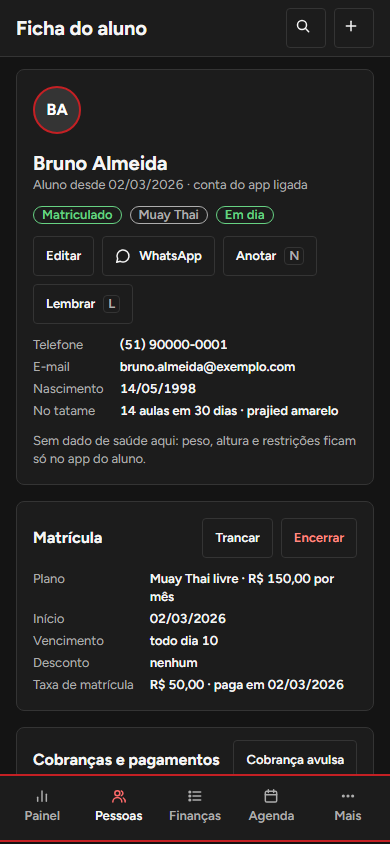 Ficha do aluno
BA
Bruno Almeida
Aluno desde 02/03/2026 · conta do app ligada
Matriculado Muay Thai Em dia
Editar WhatsApp Anotar N
Lembrar L
Telefone (51) 90000-0001
E-mail bruno.almeida@exemplo.com
Nascimento 14/05/1998
No tatame 14 aulas em 30 dias · prajied amarelo
Sem dado de saúde aqui: peso, altura e restrições ficam
só no app do aluno.
Matrícula Trancar Encerrar
Plano Muay Thai livre · R$ 150,00 por
mês
Início 02/03/2026
Vencimento todo dia 10
Desconto nenhum
Taxa de matrícula R$ 50,00 · paga em 02/03/2026
Cobranças e pagamentos Cobrança avulsa
Painel Pessoas Finanças Agenda Mais